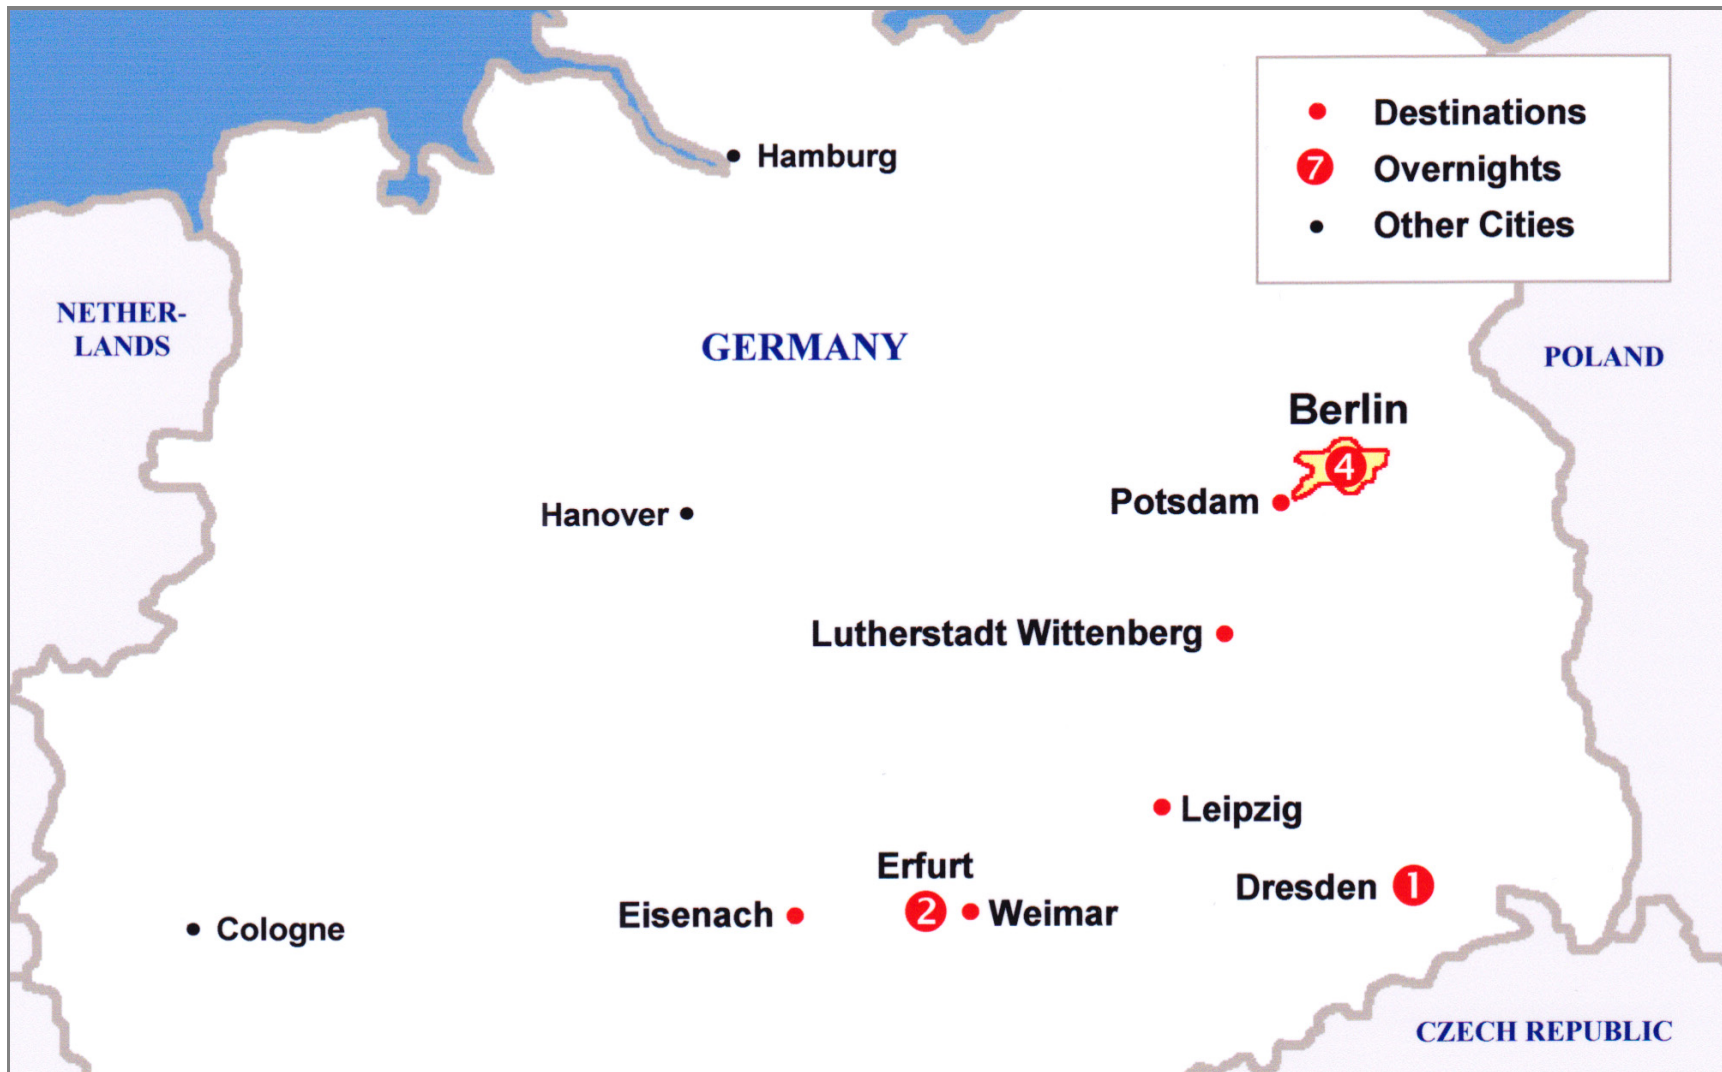 Destinations
7 Overnights
Other Cities
Hamburg
NETHER-
LANDS
GERMANY
POLAND
Berlin
4
Potsdam
Hanover
Lutherstadt Wittenberg
Leipzig
Erfurt
Dresden 1
Eisenach
2 Weimar
Cologne
CZECH REPUBLIC